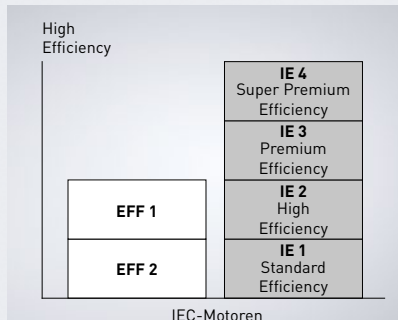 High
Efficiency
EFF 1
EFF 2
IE 4
Super Premium
Efficiency
IE 3
Premium
Efficiency
IE 2
High
Efficiency
IE 1
Standard
Efficiency
IEC-Motoren